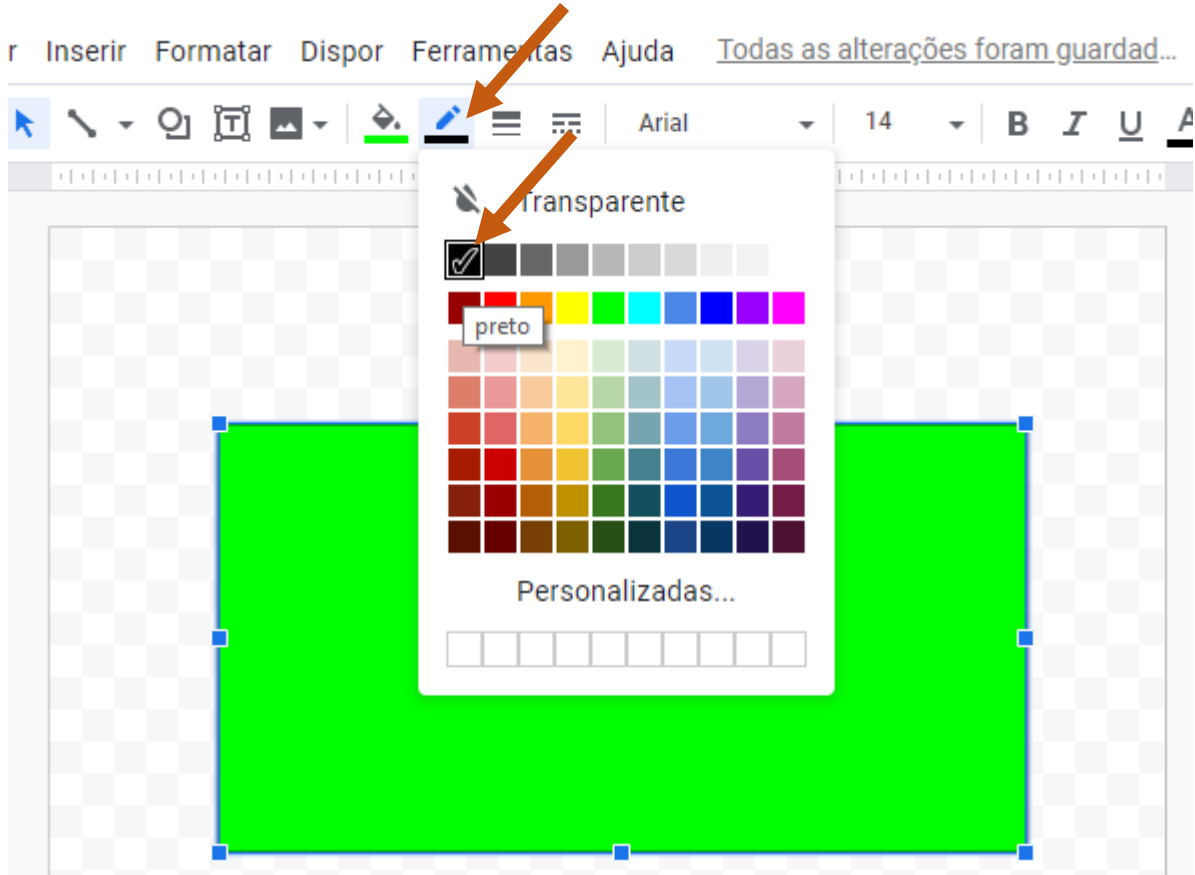 r Inserir Formatar Dispor Ferramentas Ajuda Todas as alterações foram guardad...
Arial 14 B I U A
Transparente
preto
Personalizadas...